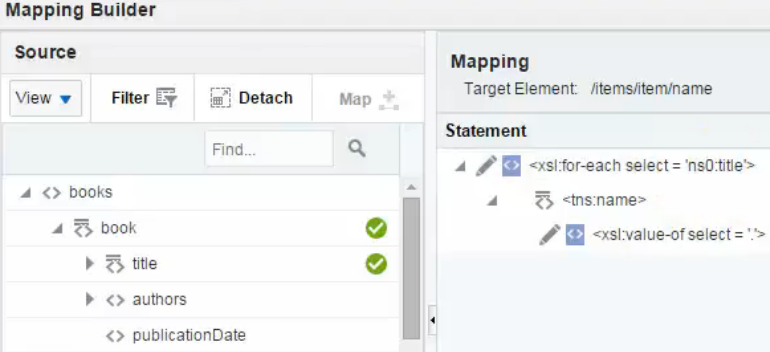 Mapping Builder
Source
View Filter Detach Map
Find...
books
book
title
authors
publicationDate
Mapping
Target Element: /items/item/name
Statement
<xsl:for-each select = 'ns0:title'>
<tns:name>
<xsl:value-of select = '.'>